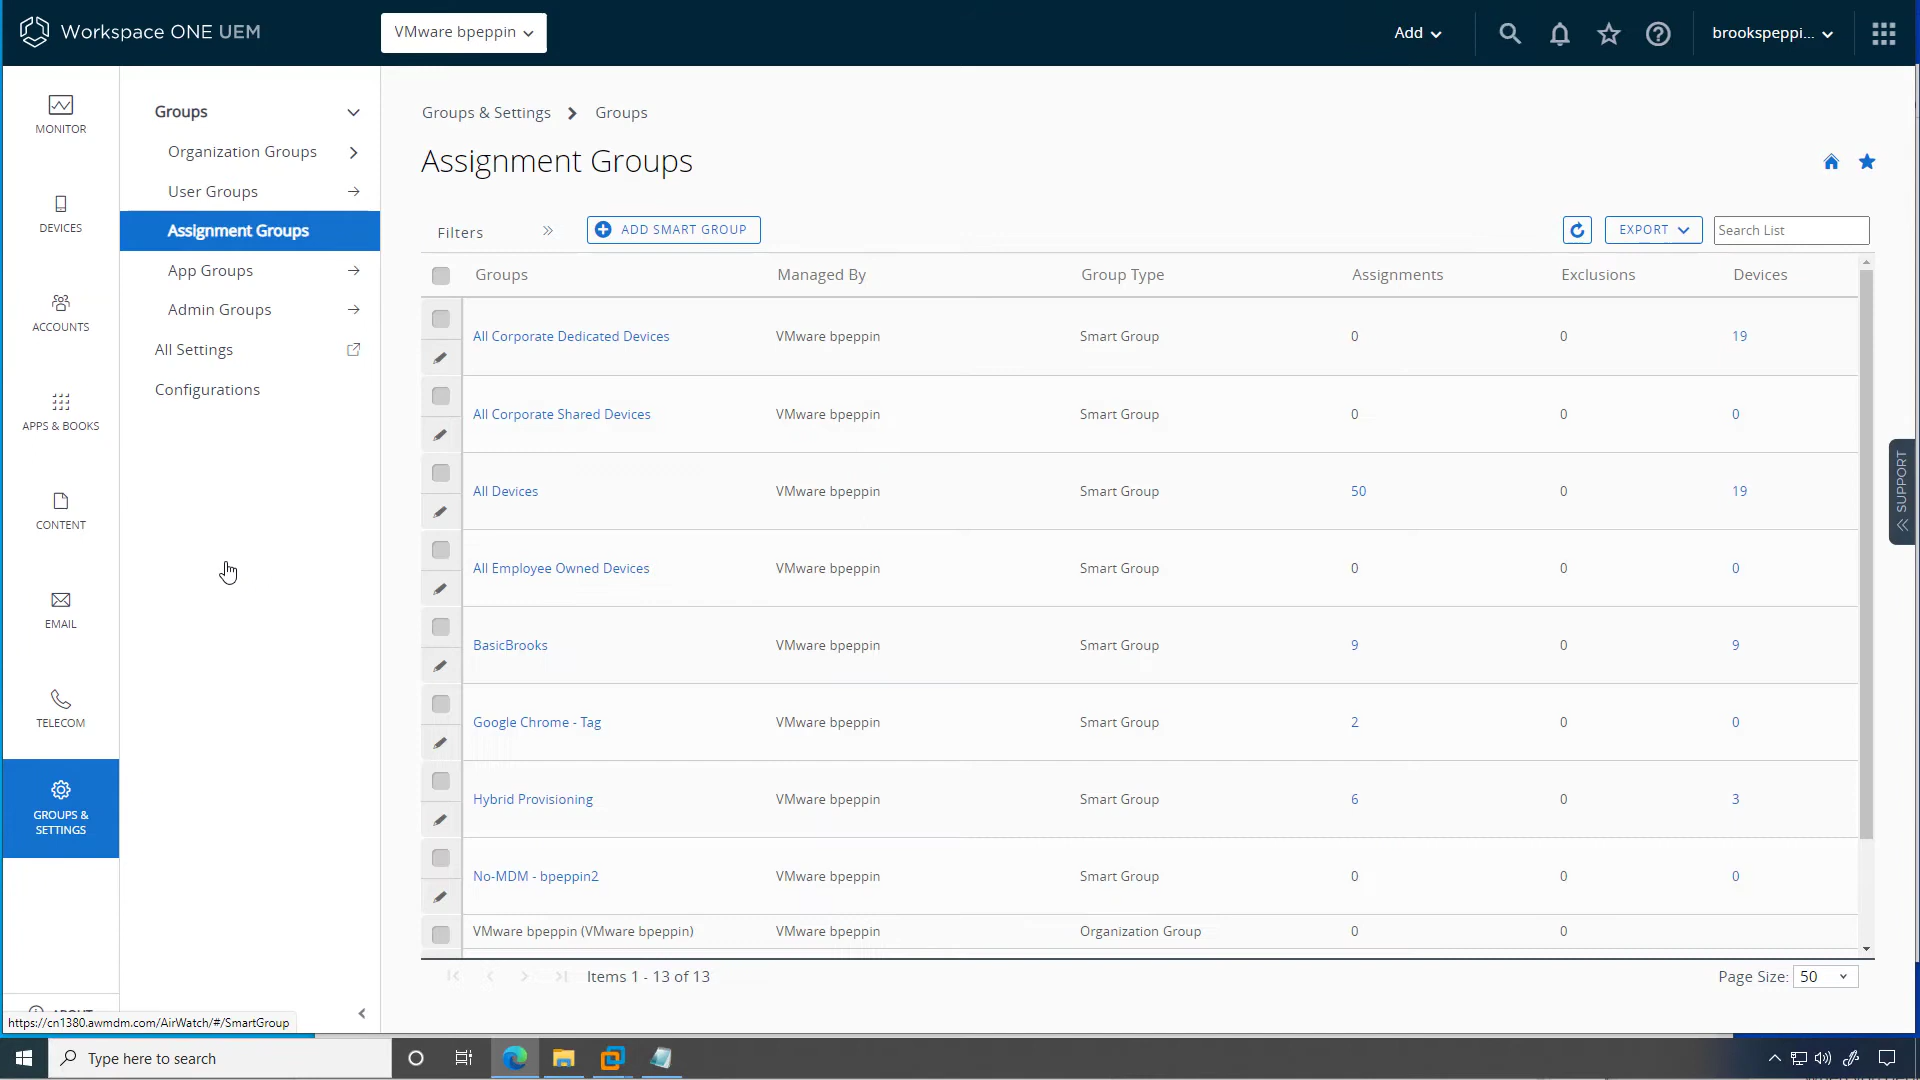 Workspace ONE UEM
VMware bpeppin
Add
brookspeppi...
MONITOR
DEVICES
ACCOUNTS
APPS & BOOKS
CONTENT
EMAIL
TELECOM
GROUPS &
SETTINGS
ABOUT
Groups
Organization Groups
User Groups
Assignment Groups
App Groups
Admin Groups
All Settings
Configurations
Groups & Settings Groups
Assignment Groups
Filters ADD SMART GROUP EXPORT Search List
Groups Managed By Group Type Assignments Exclusions Devices
All Corporate Dedicated Devices VMware bpeppin Smart Group 0 0 19
All Corporate Shared Devices VMware bpeppin Smart Group 0 0 0
All Devices VMware bpeppin Smart Group 50 0 19
All Employee Owned Devices VMware bpeppin Smart Group 0 0 0
BasicBrooks VMware bpeppin Smart Group 9 0 9
Google Chrome - Tag VMware bpeppin Smart Group 2 0 0
Hybrid Provisioning VMware bpeppin Smart Group 6 0 3
No-MDM - bpeppin2 VMware bpeppin Smart Group 0 0 0
VMware bpeppin (VMware bpeppin) VMware bpeppin Organization Group 0 0
Items 1 - 13 of 13 Page Size: 50
SUPPORT
https://cn1380.awmdm.com/AirWatch/#/SmartGroup
Type here to search